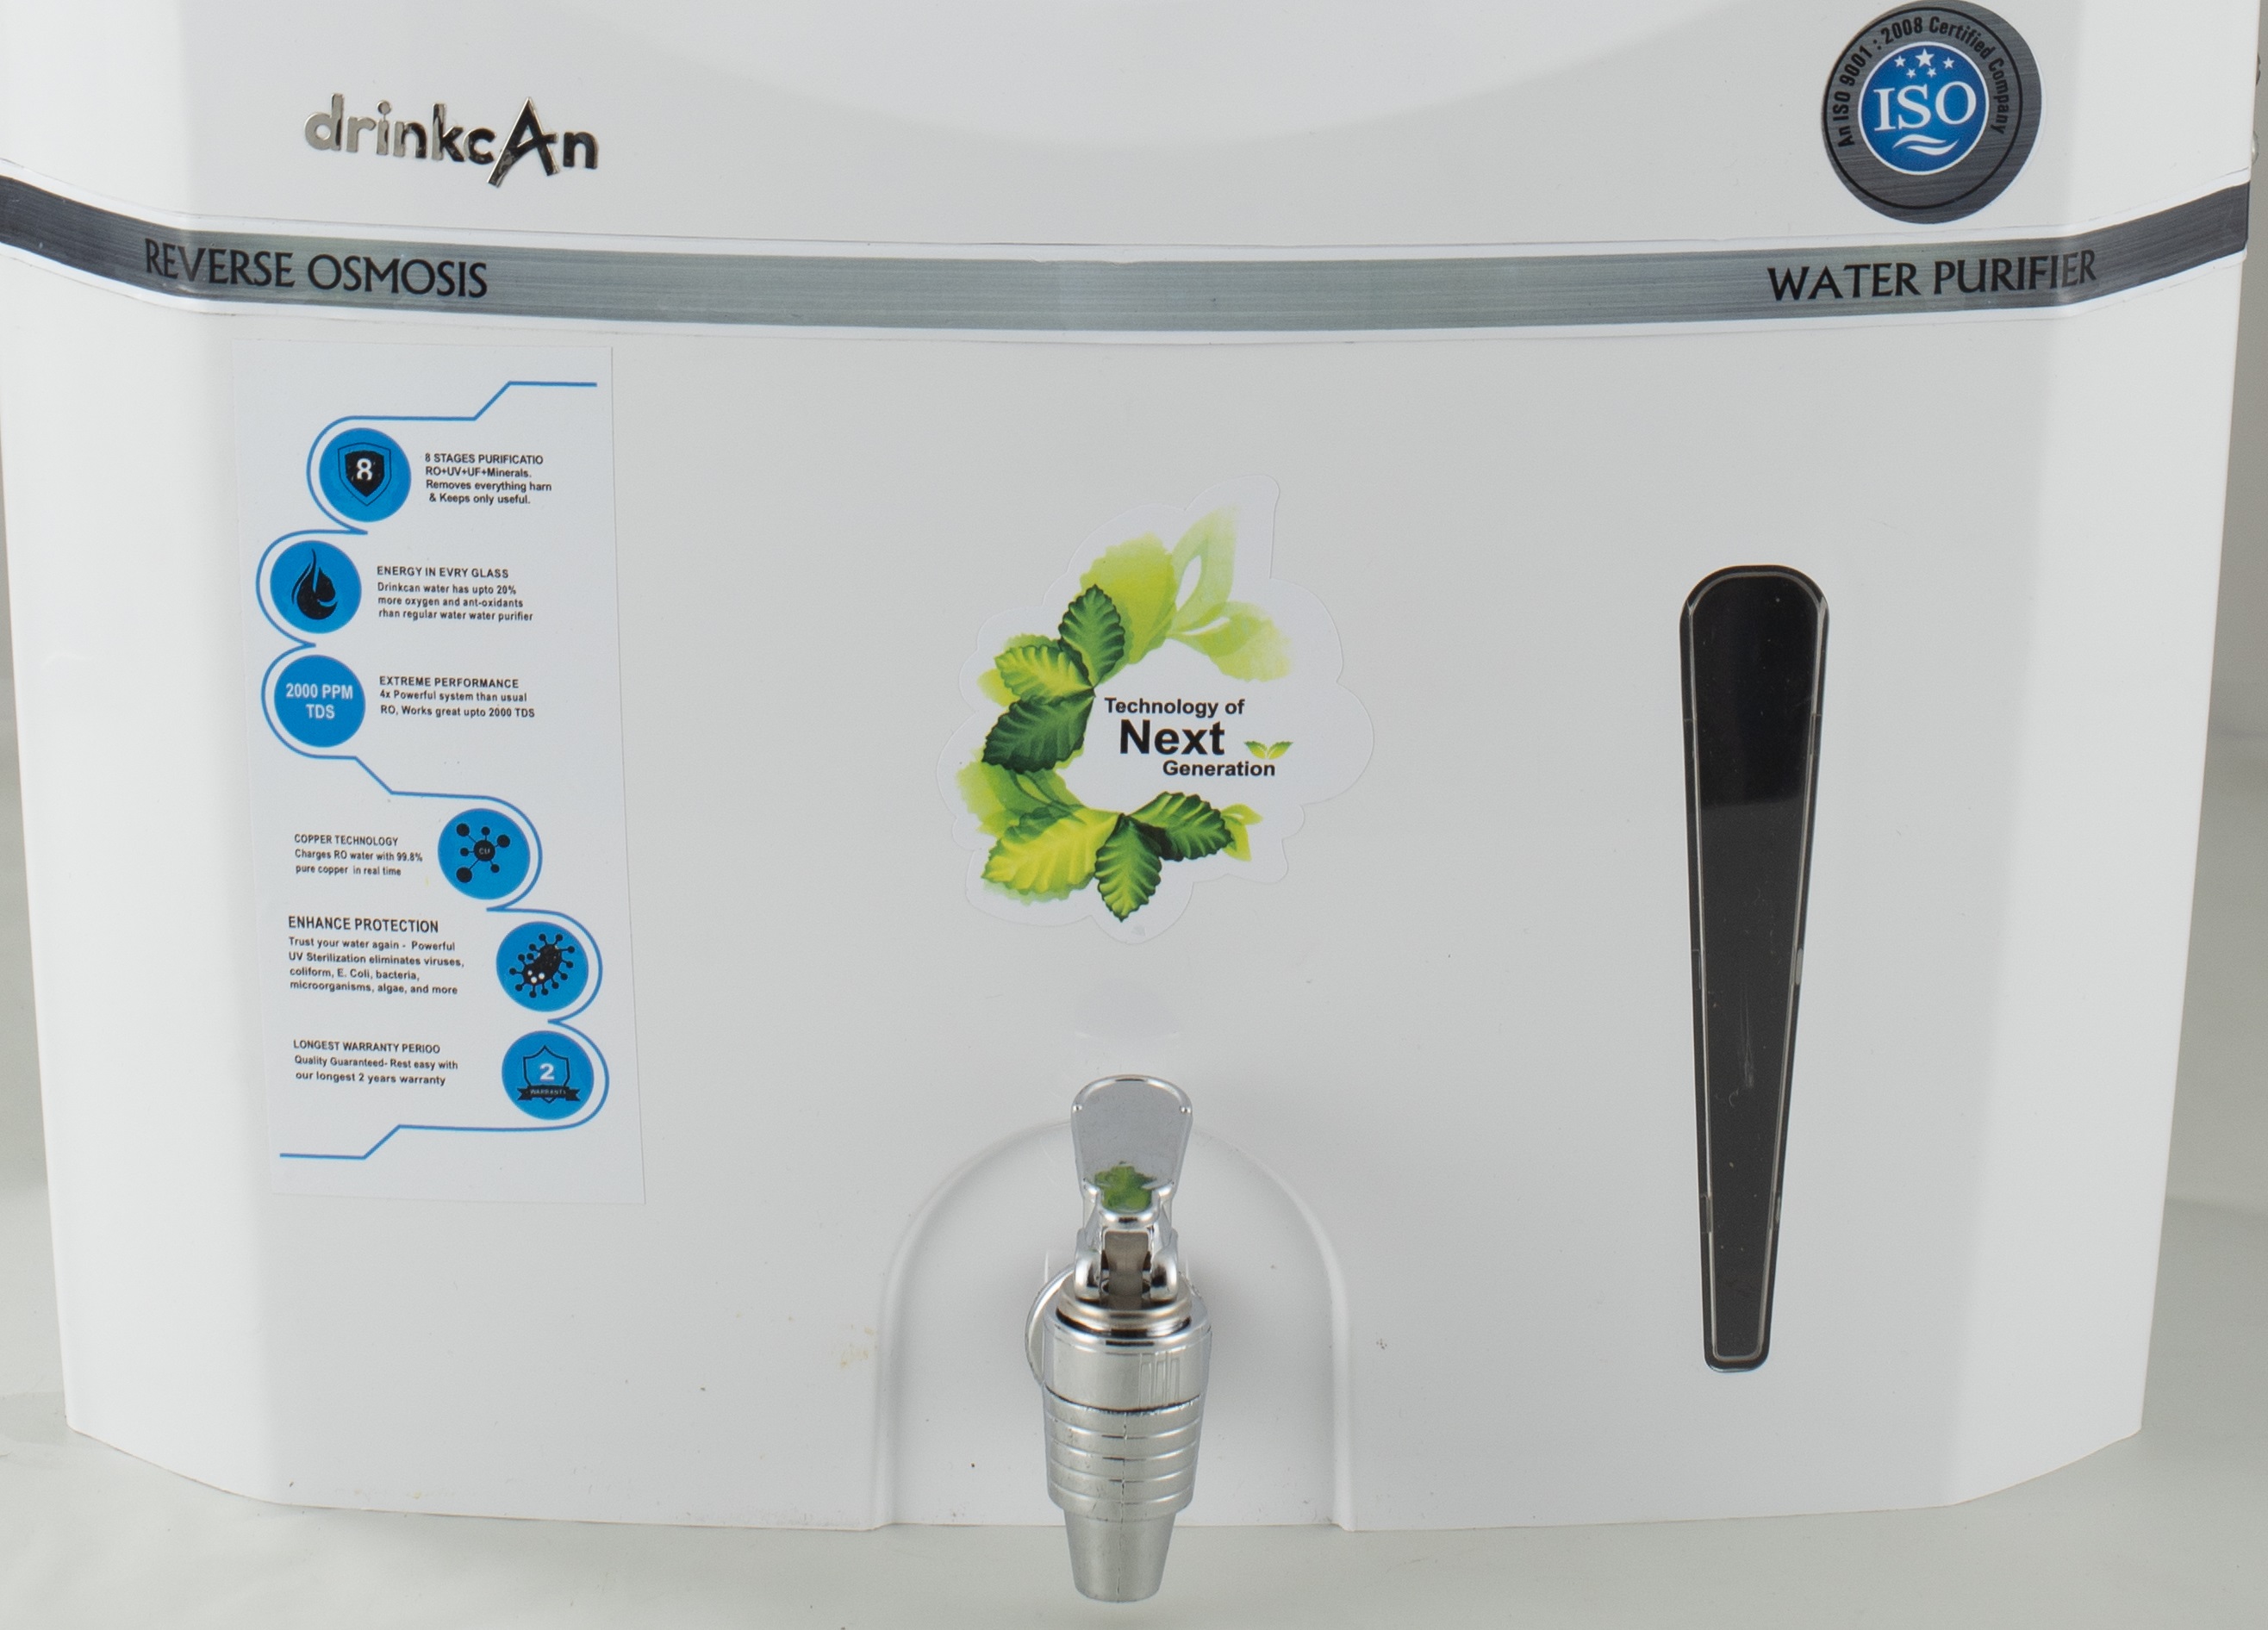 drinkcAn
An ISO 9001 : 2008 Certified Company
ISO
REVERSE OSMOSIS
WATER PURIFIER
8
8 STAGES PURIFICATIO
RO+UV+UF+Minerals.
Removes everything harn
& Keeps only useful.
ENERGY IN EVRY GLASS
Drinkcan water has upto 20%
more oxygen and ant-oxidants
rhan regular water water purifier
2000 PPM
TDS
EXTREME PERFORMANCE
4x Powerful system than usual
RO, Works great upto 2000 TDS
COPPER TECHNOLOGY
Charges RO water with 99.8%
pure copper in real time
ENHANCE PROTECTION
Trust your water again - Powerful
UV Sterilization eliminates viruses,
coliform, E. Coli, bacteria,
microorganisms, algae, and more
LONGEST WARRANTY PERIOO
Quality Guaranteed- Rest easy with
our longest 2 years warranty
2
WARRANTY
Technology of
Next
Generation